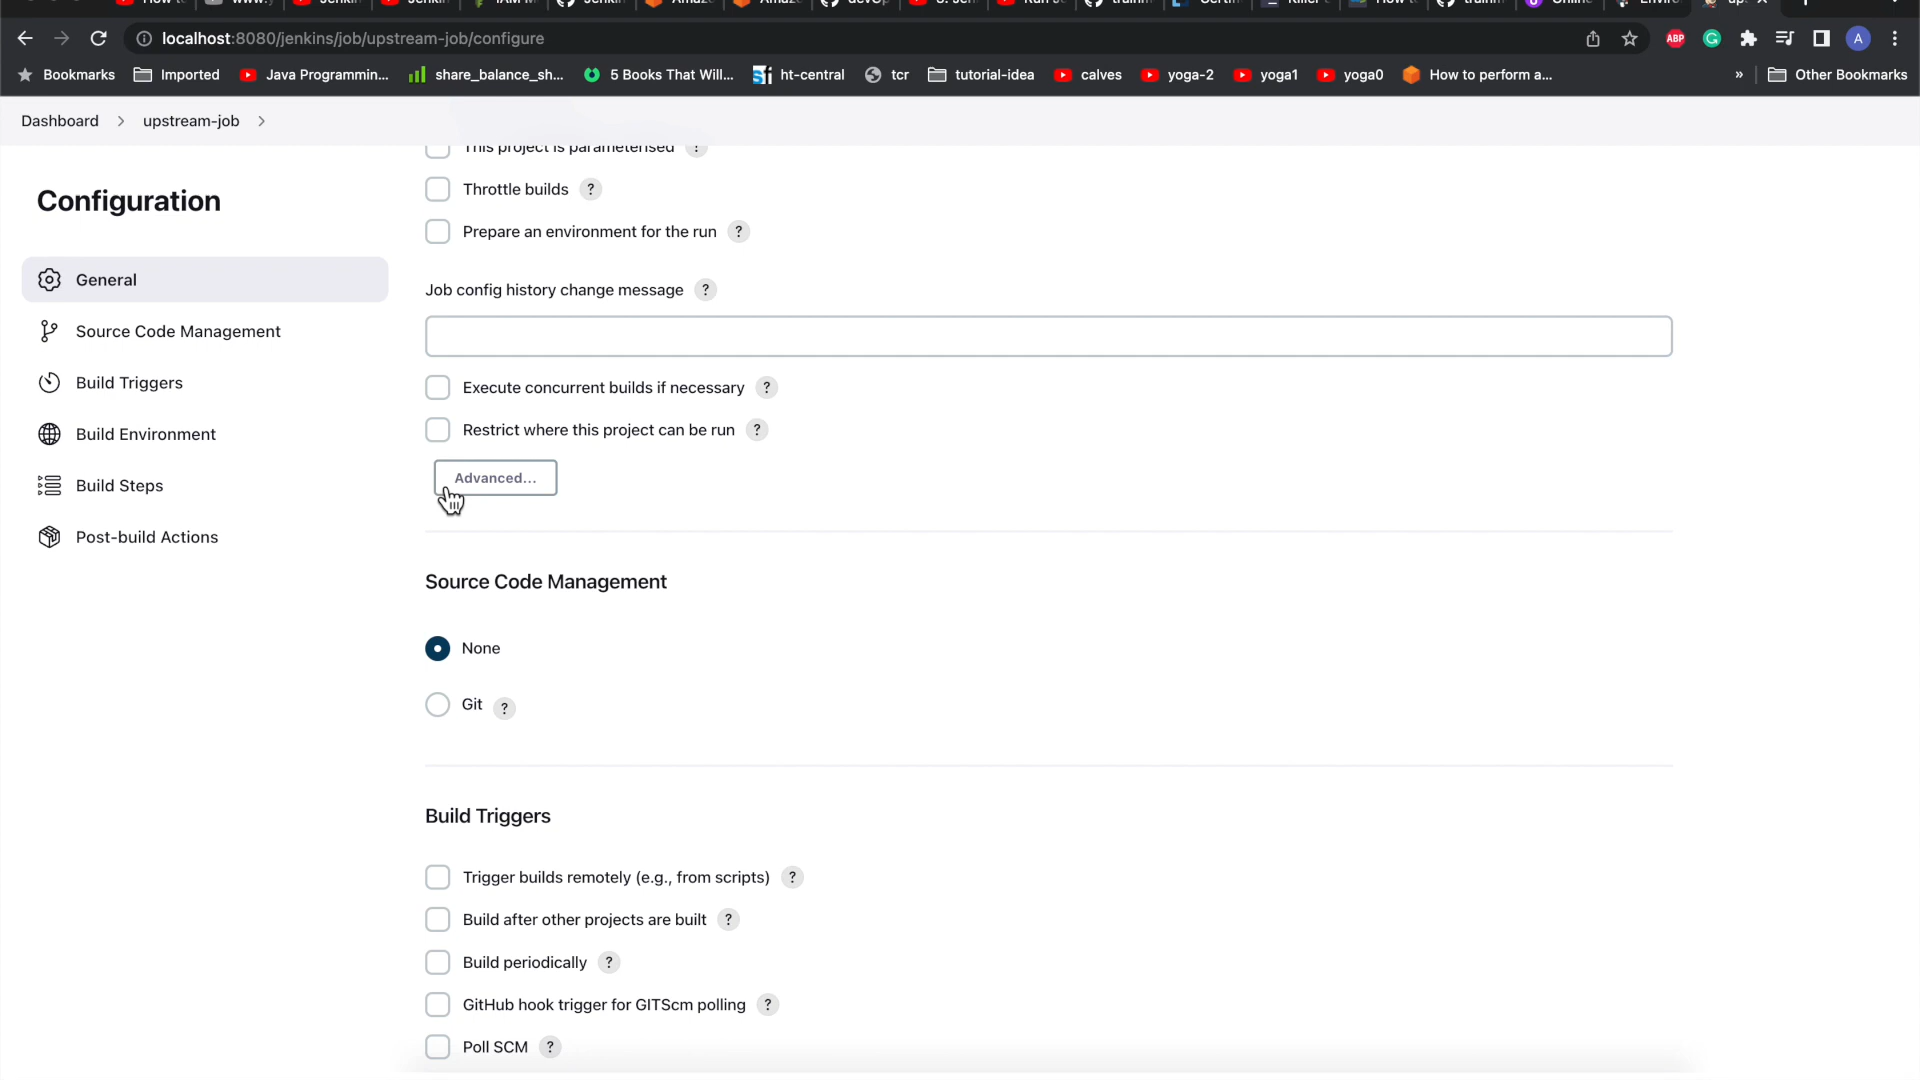 localhost:8080/jenkins/job/upstream-job/configure
ABP
A
Bookmarks Imported Java Programmin... share_balance_sh... 5 Books That Will... ht-central tcr tutorial-idea calves yoga-2 yoga1 yoga0 How to perform a... » Other Bookmarks
Dashboard > upstream-job >
Configuration
General
Source Code Management
Build Triggers
Build Environment
Build Steps
Post-build Actions
This project is parameterised ?
Throttle builds ?
Prepare an environment for the run ?
Job config history change message ?
Execute concurrent builds if necessary ?
Restrict where this project can be run ?
Advanced...
Source Code Management
None
Git ?
Build Triggers
Trigger builds remotely (e.g., from scripts) ?
Build after other projects are built ?
Build periodically ?
GitHub hook trigger for GITScm polling ?
Poll SCM ?